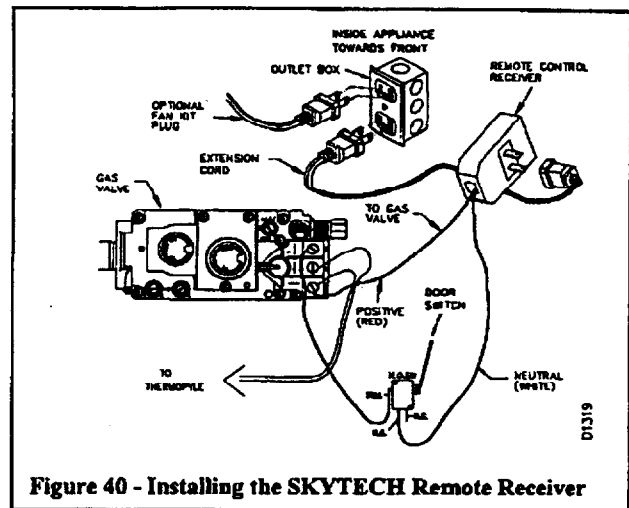 INSIDE APPLIANCE
TOWARDS FRONT
OUTLET BOX
REMOTE CONTROL
RECEIVER
OPTIONAL
FAN KIT
PLUG
EXTENSION
CORD
GAS
VALVE
TO GAS
VALVE
POSITIVE
(RED)
DOOR
SWITCH
TO
THERMOPYLE
NEUTRAL
(WHITE)
D1319
Figure 40 - Installing the SKYTECH Remote Receiver